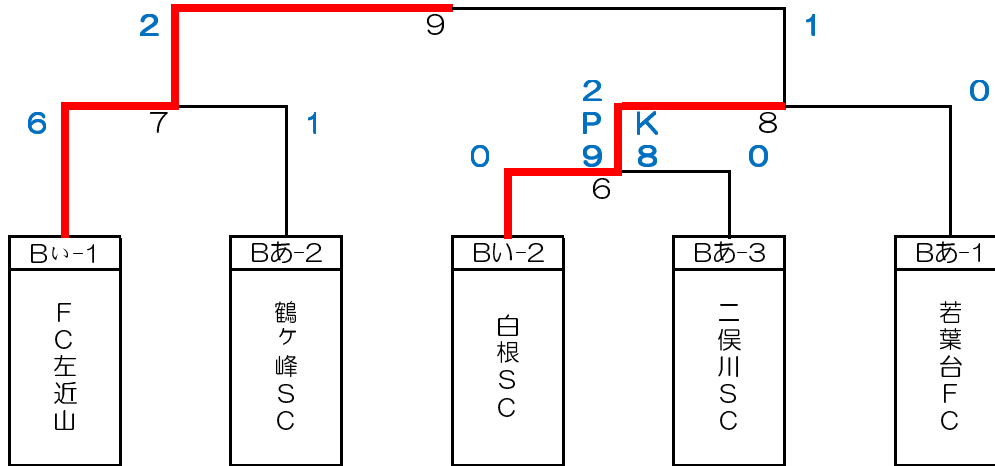 2
9
1
6
7
1
2
8
0
P K
0
9 8
0
6
Bい-1
Bあ-2
Bい-2
Bあ-3
Bあ-1
FC左近山
鶴ヶ峰SC
白根SC
二俣川SC
若葉台FC